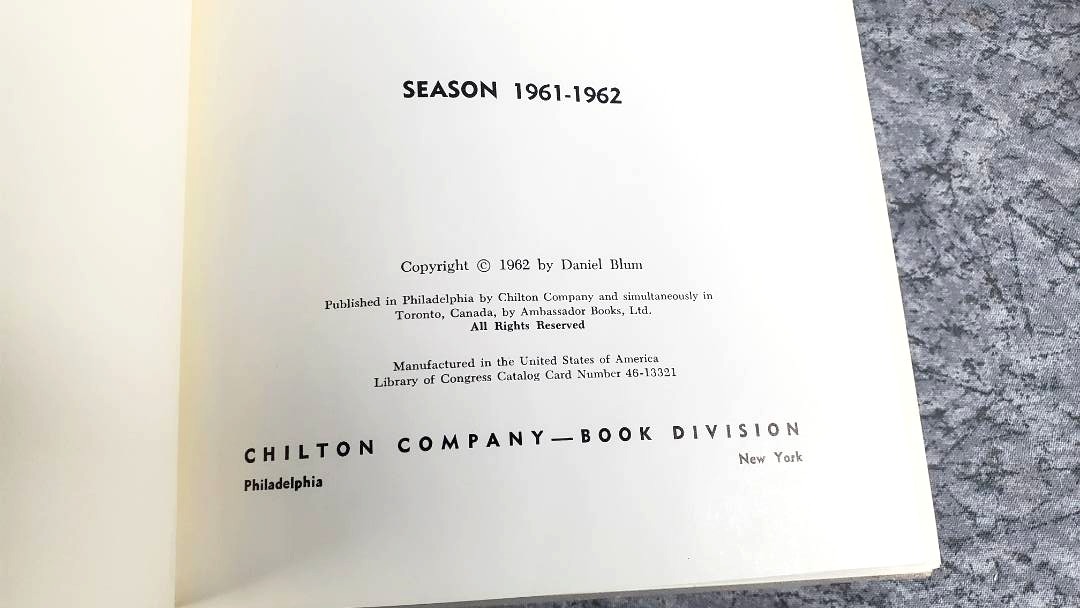 SEASON 1961-1962
Copyright © 1962 by Daniel Blum
Published in Philadelphia by Chilton Company and simultaneously in
Toronto, Canada, by Ambassador Books, Ltd.
All Rights Reserved
Manufactured in the United States of America
Library of Congress Catalog Card Number 46-13321
CHILTON COMPANY—BOOK DIVISION
Philadelphia New York